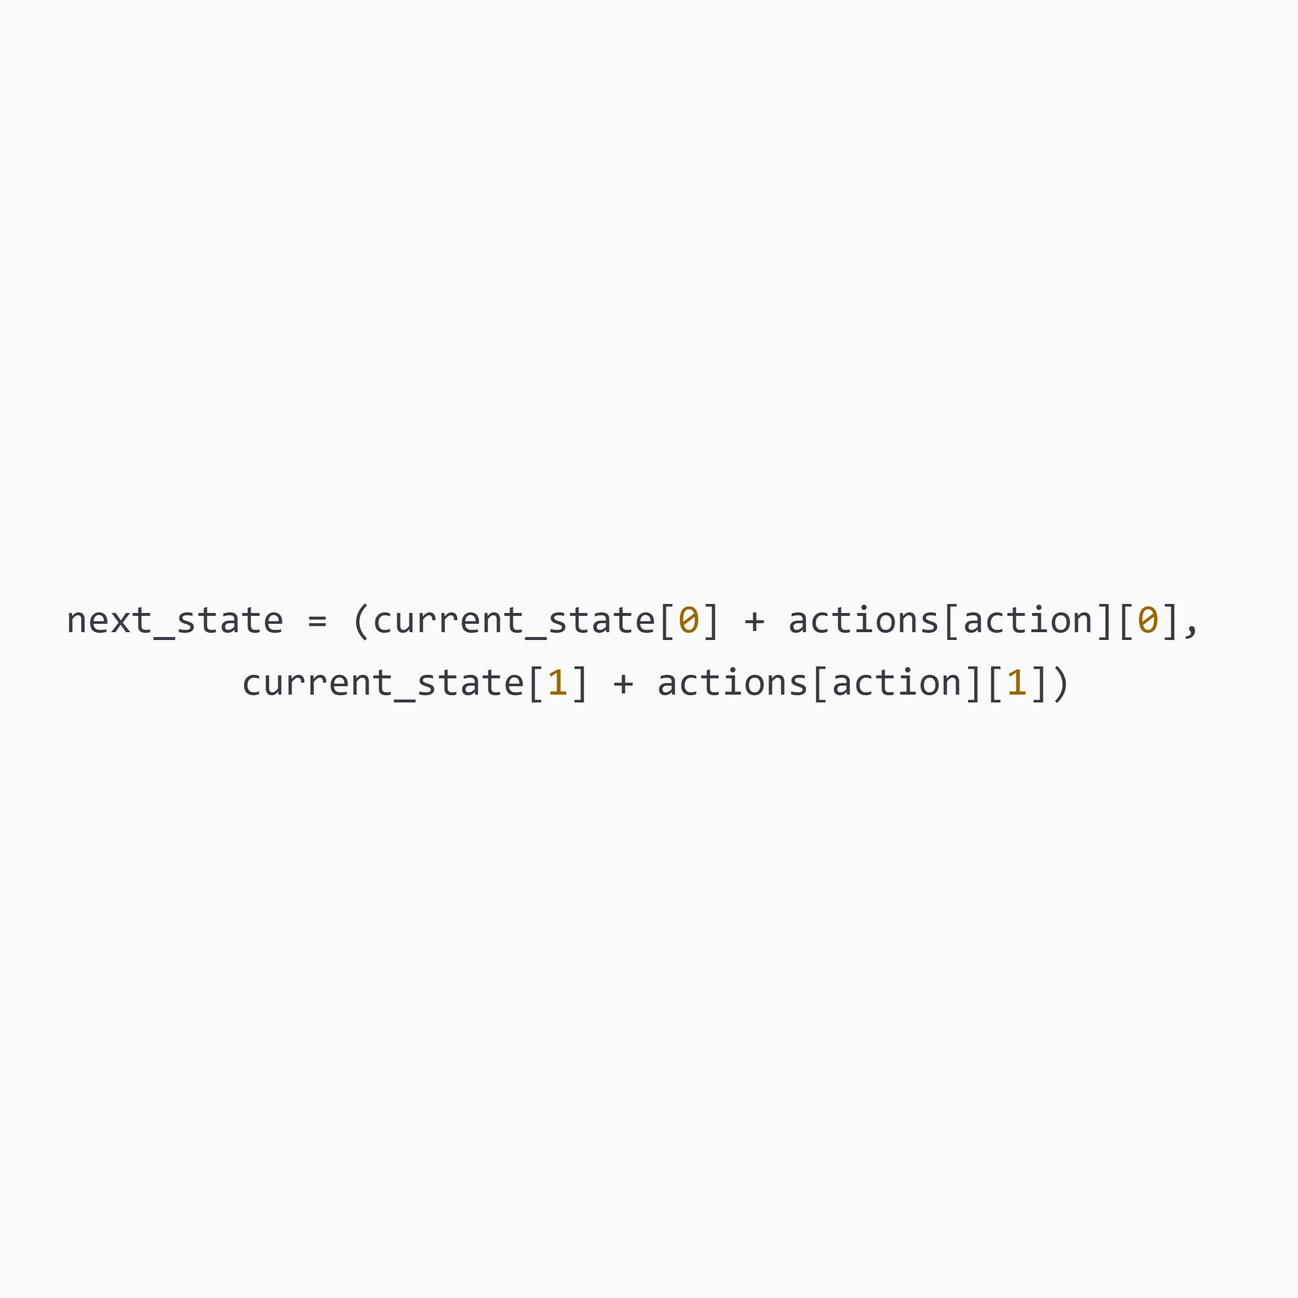 next_state = (current_state[0] + actions[action][0],
current_state[1] + actions[action][1])